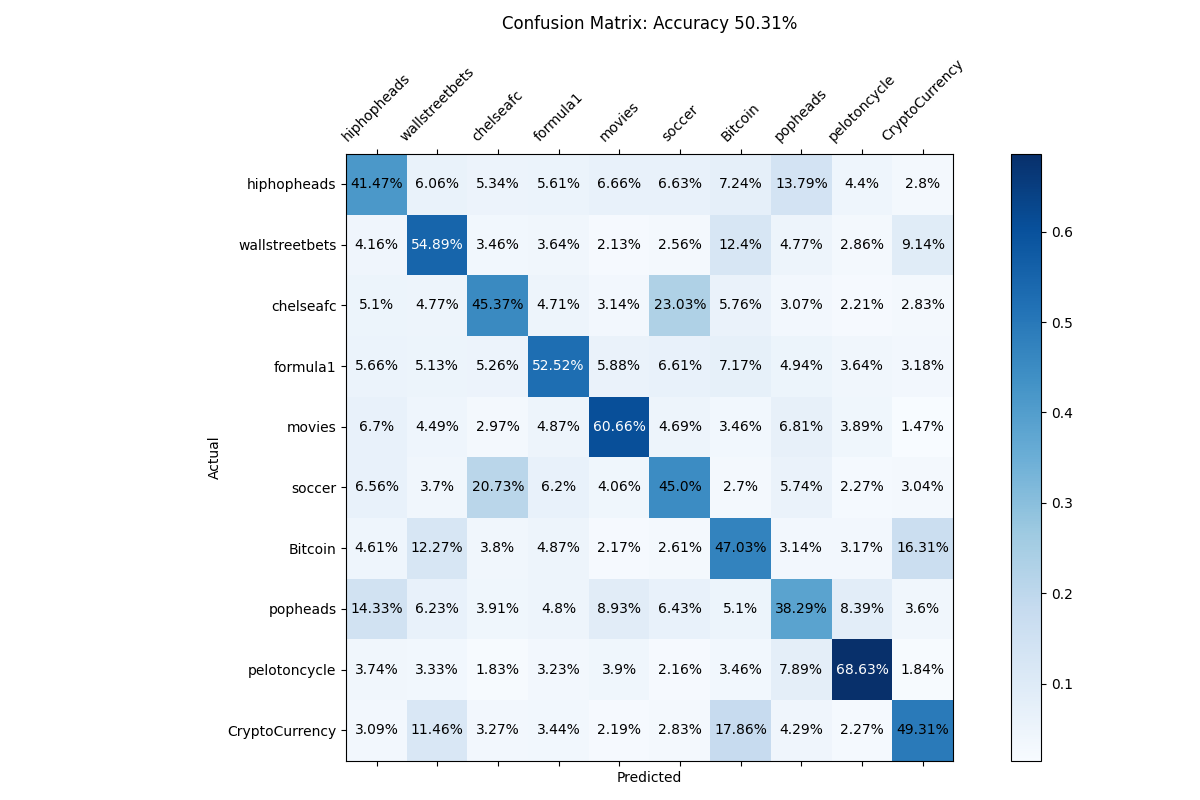 Confusion Matrix: Accuracy 50.31%
hiphopheads wallstreetbets chelseafc formula1 movies soccer Bitcoin popheads pelotoncycle CryptoCurrency
hiphopheads 41.47% 6.06% 5.34% 5.61% 6.66% 6.63% 7.24% 13.79% 4.4% 2.8%
wallstreetbets 4.16% 54.89% 3.46% 3.64% 2.13% 2.56% 12.4% 4.77% 2.86% 9.14%
0.6
chelseafc 5.1% 4.77% 45.37% 4.71% 3.14% 23.03% 5.76% 3.07% 2.21% 2.83%
0.5
formula1 5.66% 5.13% 5.26% 52.52% 5.88% 6.61% 7.17% 4.94% 3.64% 3.18%
0.4
movies 6.7% 4.49% 2.97% 4.87% 60.66% 4.69% 3.46% 6.81% 3.89% 1.47%
Actual
soccer 6.56% 3.7% 20.73% 6.2% 4.06% 45.0% 2.7% 5.74% 2.27% 3.04%
0.3
Bitcoin 4.61% 12.27% 3.8% 4.87% 2.17% 2.61% 47.03% 3.14% 3.17% 16.31%
0.2
popheads 14.33% 6.23% 3.91% 4.8% 8.93% 6.43% 5.1% 38.29% 8.39% 3.6%
pelotoncycle 3.74% 3.33% 1.83% 3.23% 3.9% 2.16% 3.46% 7.89% 68.63% 1.84%
0.1
CryptoCurrency 3.09% 11.46% 3.27% 3.44% 2.19% 2.83% 17.86% 4.29% 2.27% 49.31%
Predicted